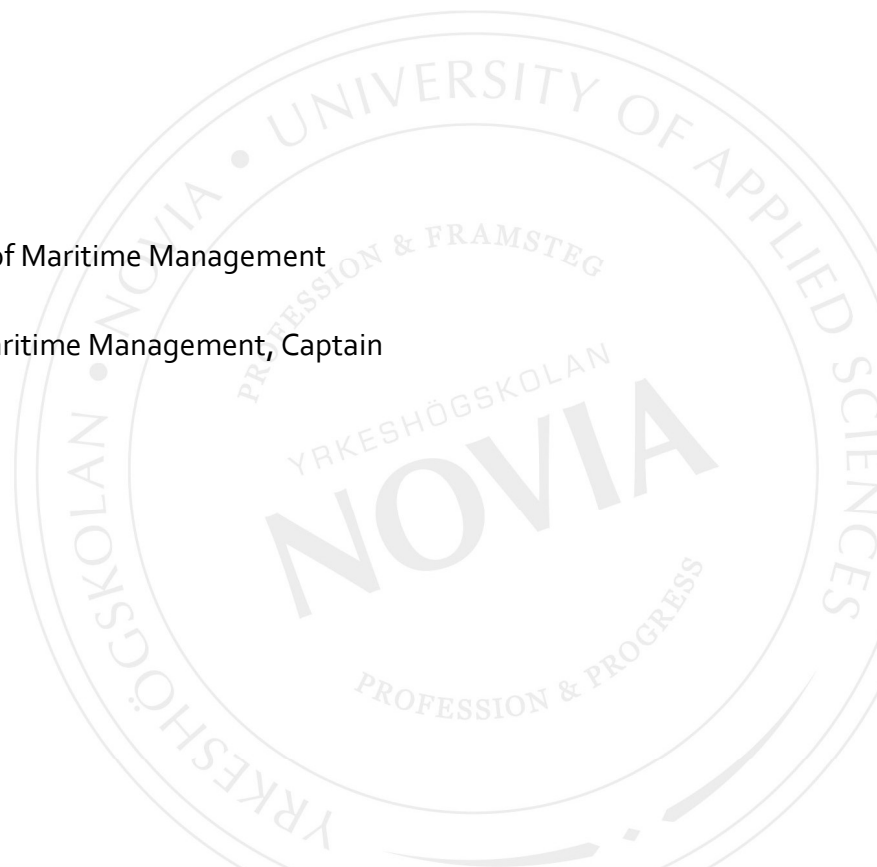 of Maritime Management
aritime Management, Captain
NOVIA • UNIVERSITY OF APPLIED SCIENCES
YRKESHÖGSKOLAN •
PROFESSION & FRAMSTEG
YRKESHÖGSKOLAN
NOVIA
PROFESSION & PROGRESS